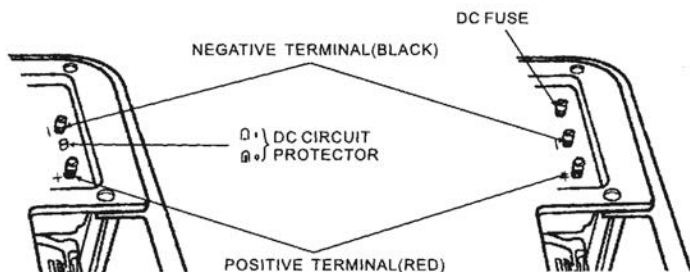 DC FUSE
NEGATIVE TERMINAL(BLACK)
DC CIRCUIT
PROTECTOR
POSITIVE TERMINAL(RED)